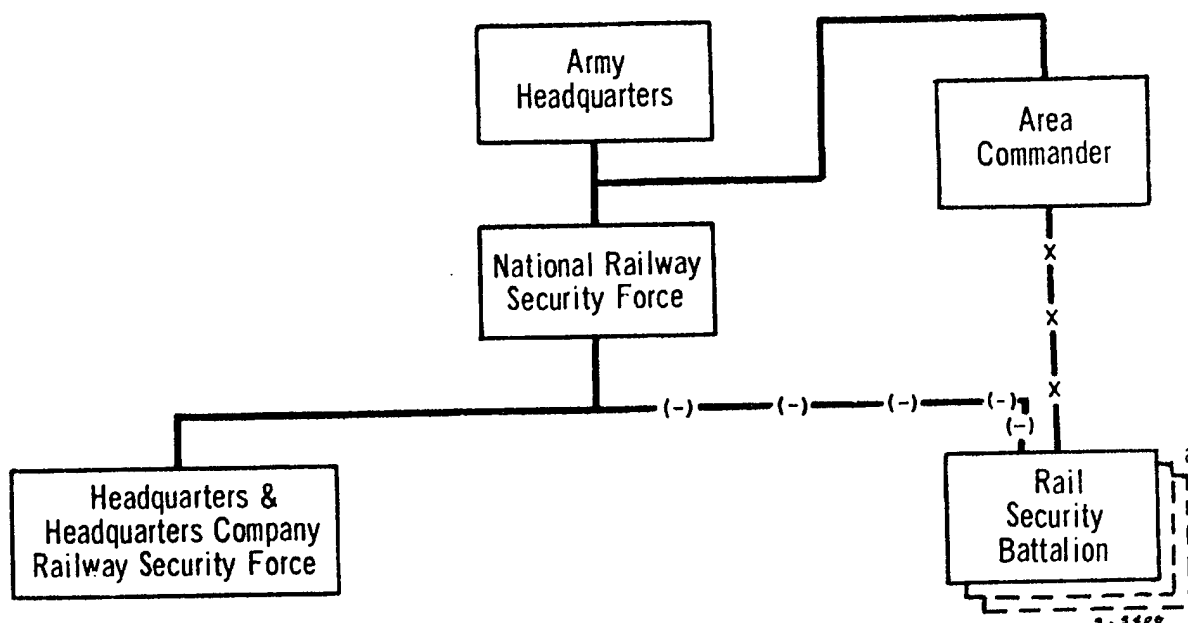 Army
Headquarters
Area
Commander
National Railway
Security Force
X
X
X
(-) (-) (-) (-)
(-)
Headquarters &
Headquarters Company
Railway Security Force
Rail
Security
Battalion